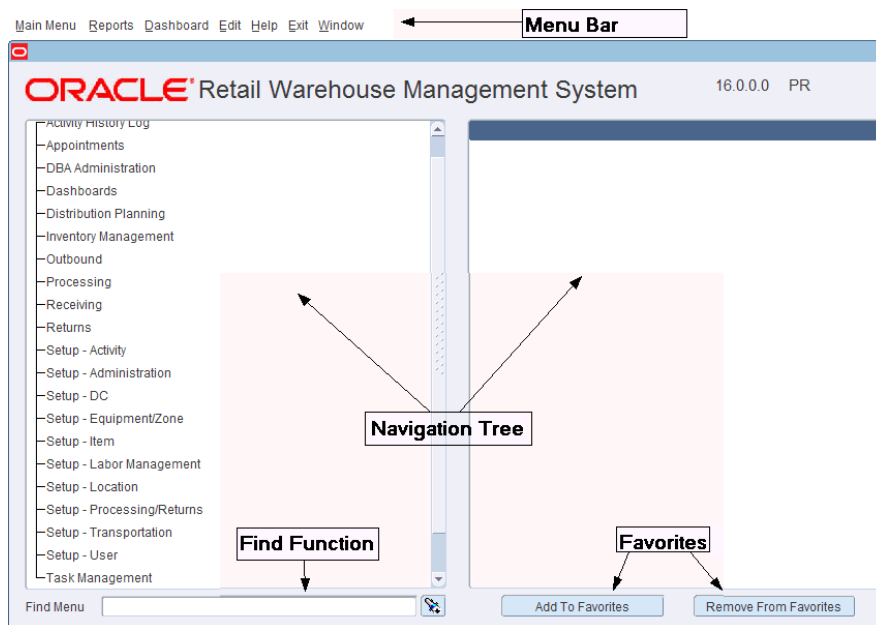 Main Menu Reports Dashboard Edit Help Exit Window
Menu Bar
ORACLE® Retail Warehouse Management System 16.0.0.0 PR
Activity History Log
Appointments
DBA Administration
Dashboards
Distribution Planning
Inventory Management
Outbound
Processing
Receiving
Returns
Setup - Activity
Setup - Administration
Setup - DC
Setup - Equipment/Zone
Setup - Item
Setup - Labor Management
Setup - Location
Setup - Processing/Returns
Setup - Transportation
Setup - User
Task Management
Navigation Tree
Find Function
Favorites
Find Menu
Add To Favorites
Remove From Favorites